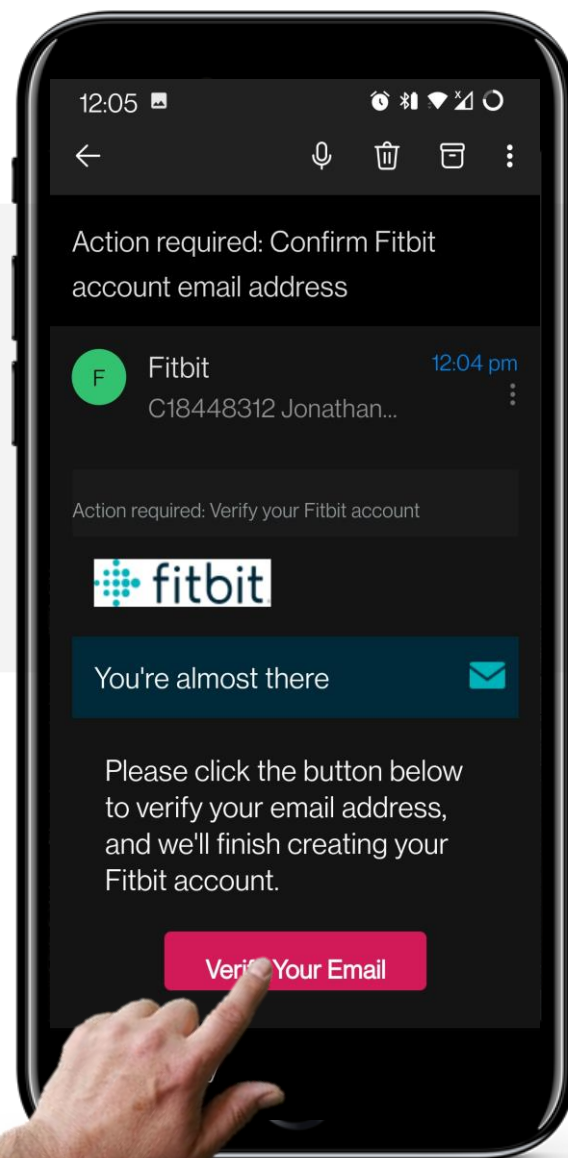 12:05
Action required: Confirm Fitbit
account email address
F
Fitbit
12:04 pm
C18448312 Jonathan...
Action required: Verify your Fitbit account
fitbit
You're almost there
Please click the button below
to verify your email address,
and we'll finish creating your
Fitbit account.
Verify Your Email